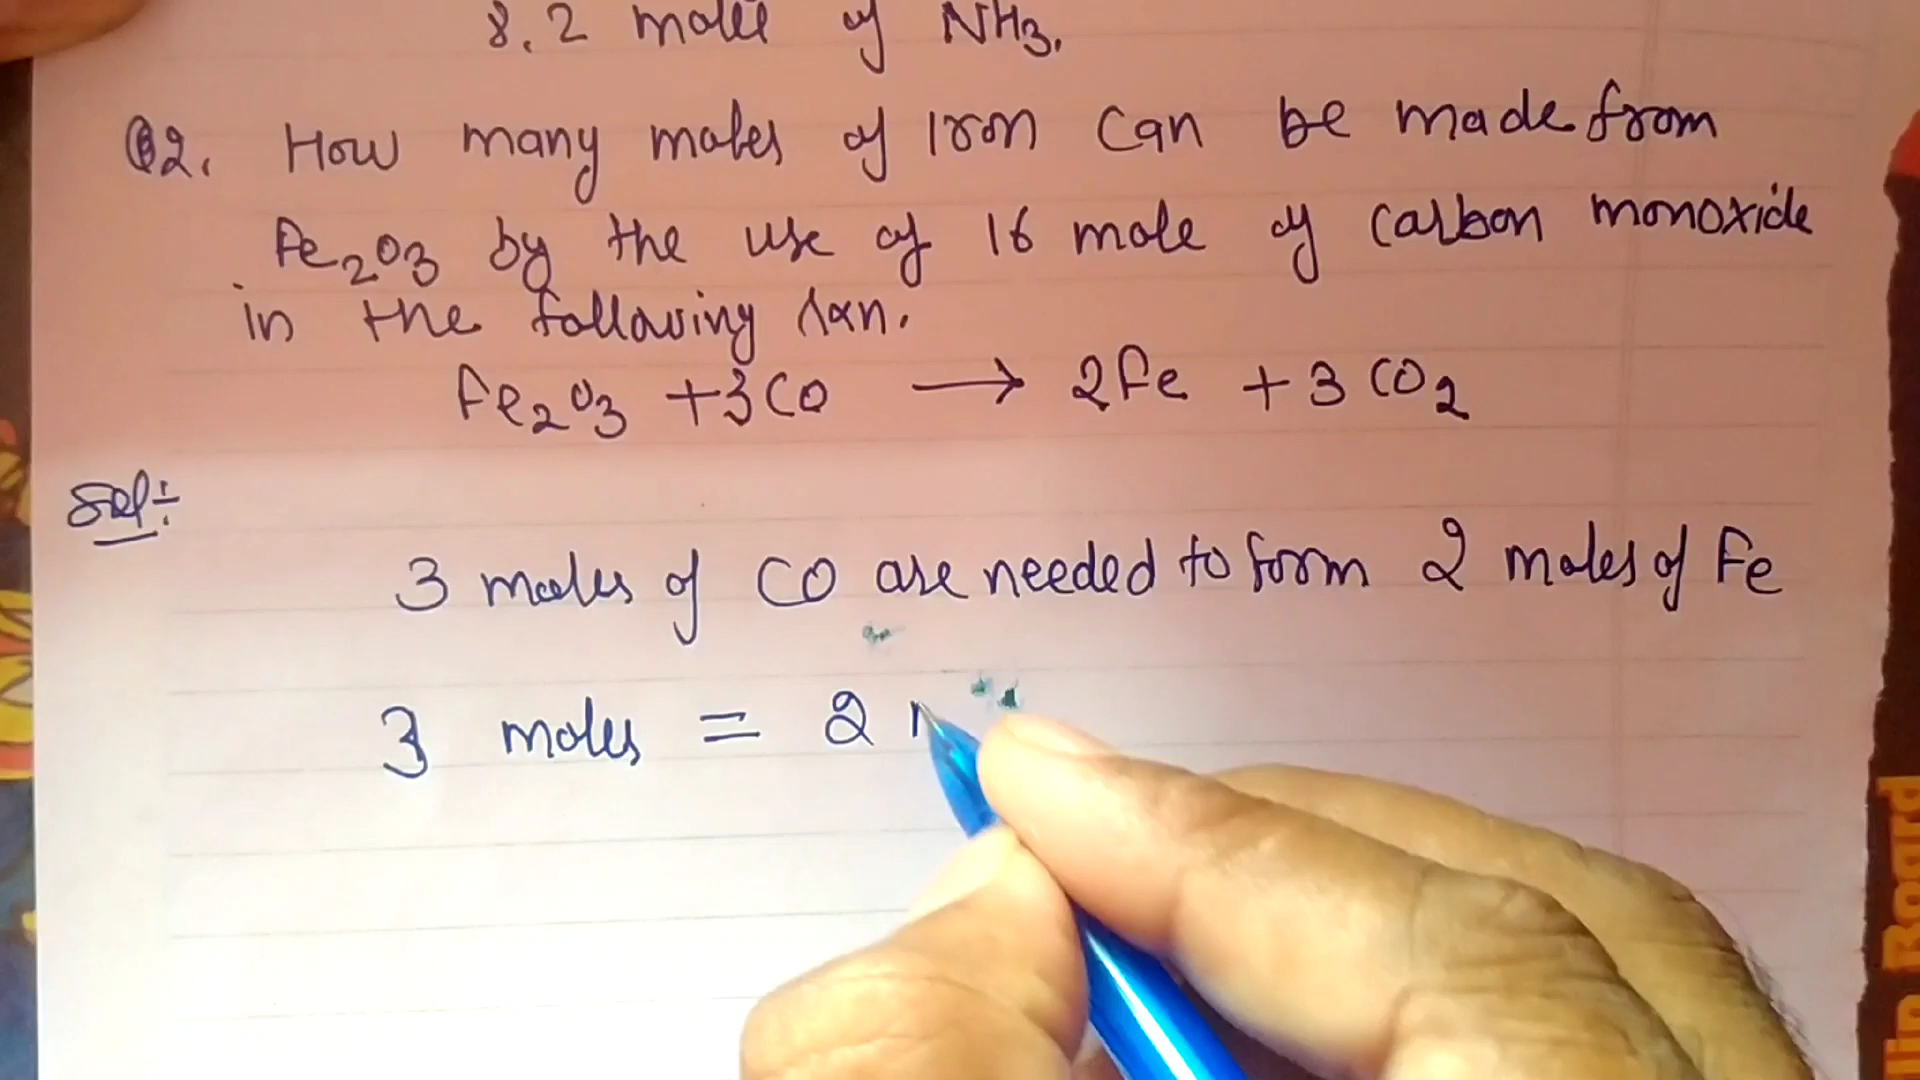 8.2 mole of NH3.
Q2. How many moles of Iron can be made from
Fe2O3 by the use of 16 mole of carbon monoxide
in the following rxn.
Fe2O3 + 3CO → 2Fe + 3CO2
Sol:-
3 moles of CO are needed to form 2 moles of Fe
3 moles = 2
Board